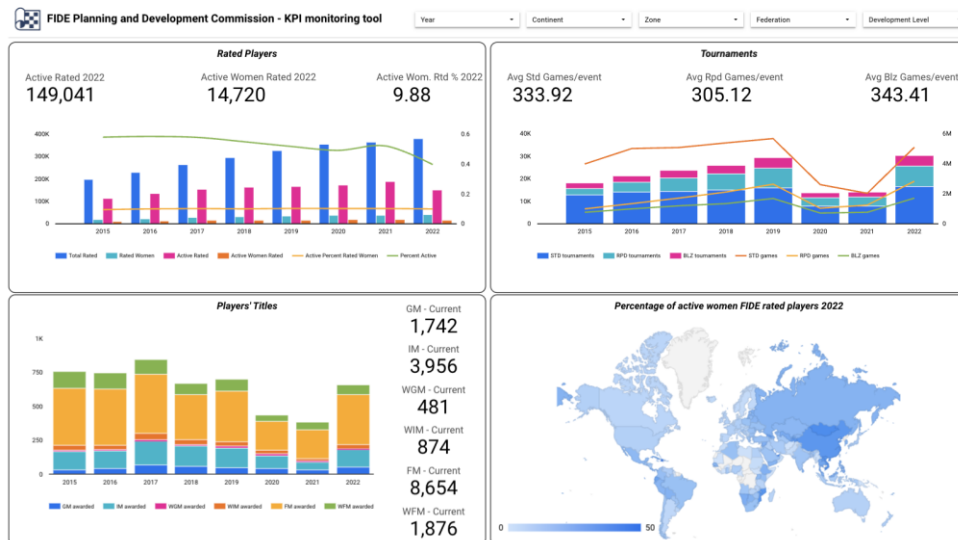 FIDE Planning and Development Commission - KPI monitoring tool
Year
Continent
Zone
Federation
Development Level
Rated Players
Active Rated 2022
149,041
Active Women Rated 2022
14,720
Active Wom. Rtd % 2022
9.88
400K
300K
200K
100K
0
0.6
0.4
0.2
0
2015 2016 2017 2018 2019 2020 2021 2022
Total Rated Rated Women Active Rated Active Women Rated Active Percent Rated Women Percent Active
Tournaments
Avg Std Games/event
333.92
Avg Rpd Games/event
305.12
Avg Blz Games/event
343.41
40K
30K
20K
10K
0
6M
4M
2M
0
2015 2016 2017 2018 2019 2020 2021 2022
STD tournaments RPD tournaments BLZ tournaments STD games RPD games BLZ games
Players' Titles
1K
750
500
250
0
2015 2016 2017 2018 2019 2020 2021 2022
GM awarded IM awarded WGM awarded WIM awarded FM awarded WFM awarded
GM - Current
1,742
IM - Current
3,956
WGM - Current
481
WIM - Current
874
FM - Current
8,654
WFM - Current
1,876
Percentage of active women FIDE rated players 2022
0 50